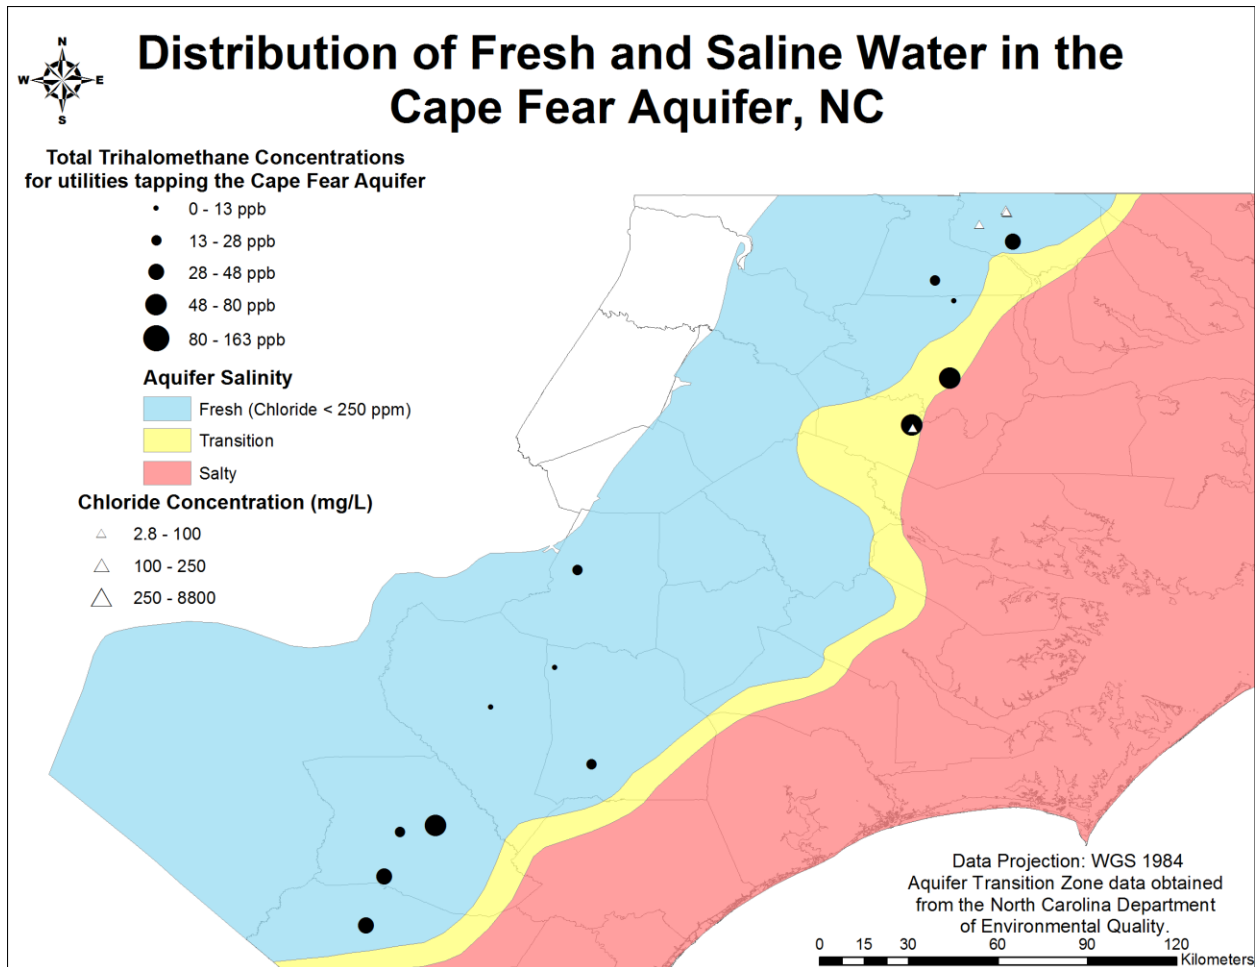 Distribution of Fresh and Saline Water in the
Cape Fear Aquifer, NC
N
W E
S
Total Trihalomethane Concentrations
for utilities tapping the Cape Fear Aquifer
0 - 13 ppb
13 - 28 ppb
28 - 48 ppb
48 - 80 ppb
80 - 163 ppb
Aquifer Salinity
Fresh (Chloride < 250 ppm)
Transition
Salty
Chloride Concentration (mg/L)
2.8 - 100
100 - 250
250 - 8800
Data Projection: WGS 1984
Aquifer Transition Zone data obtained
from the North Carolina Department
of Environmental Quality.
0 15 30 60 90 120
Kilometers